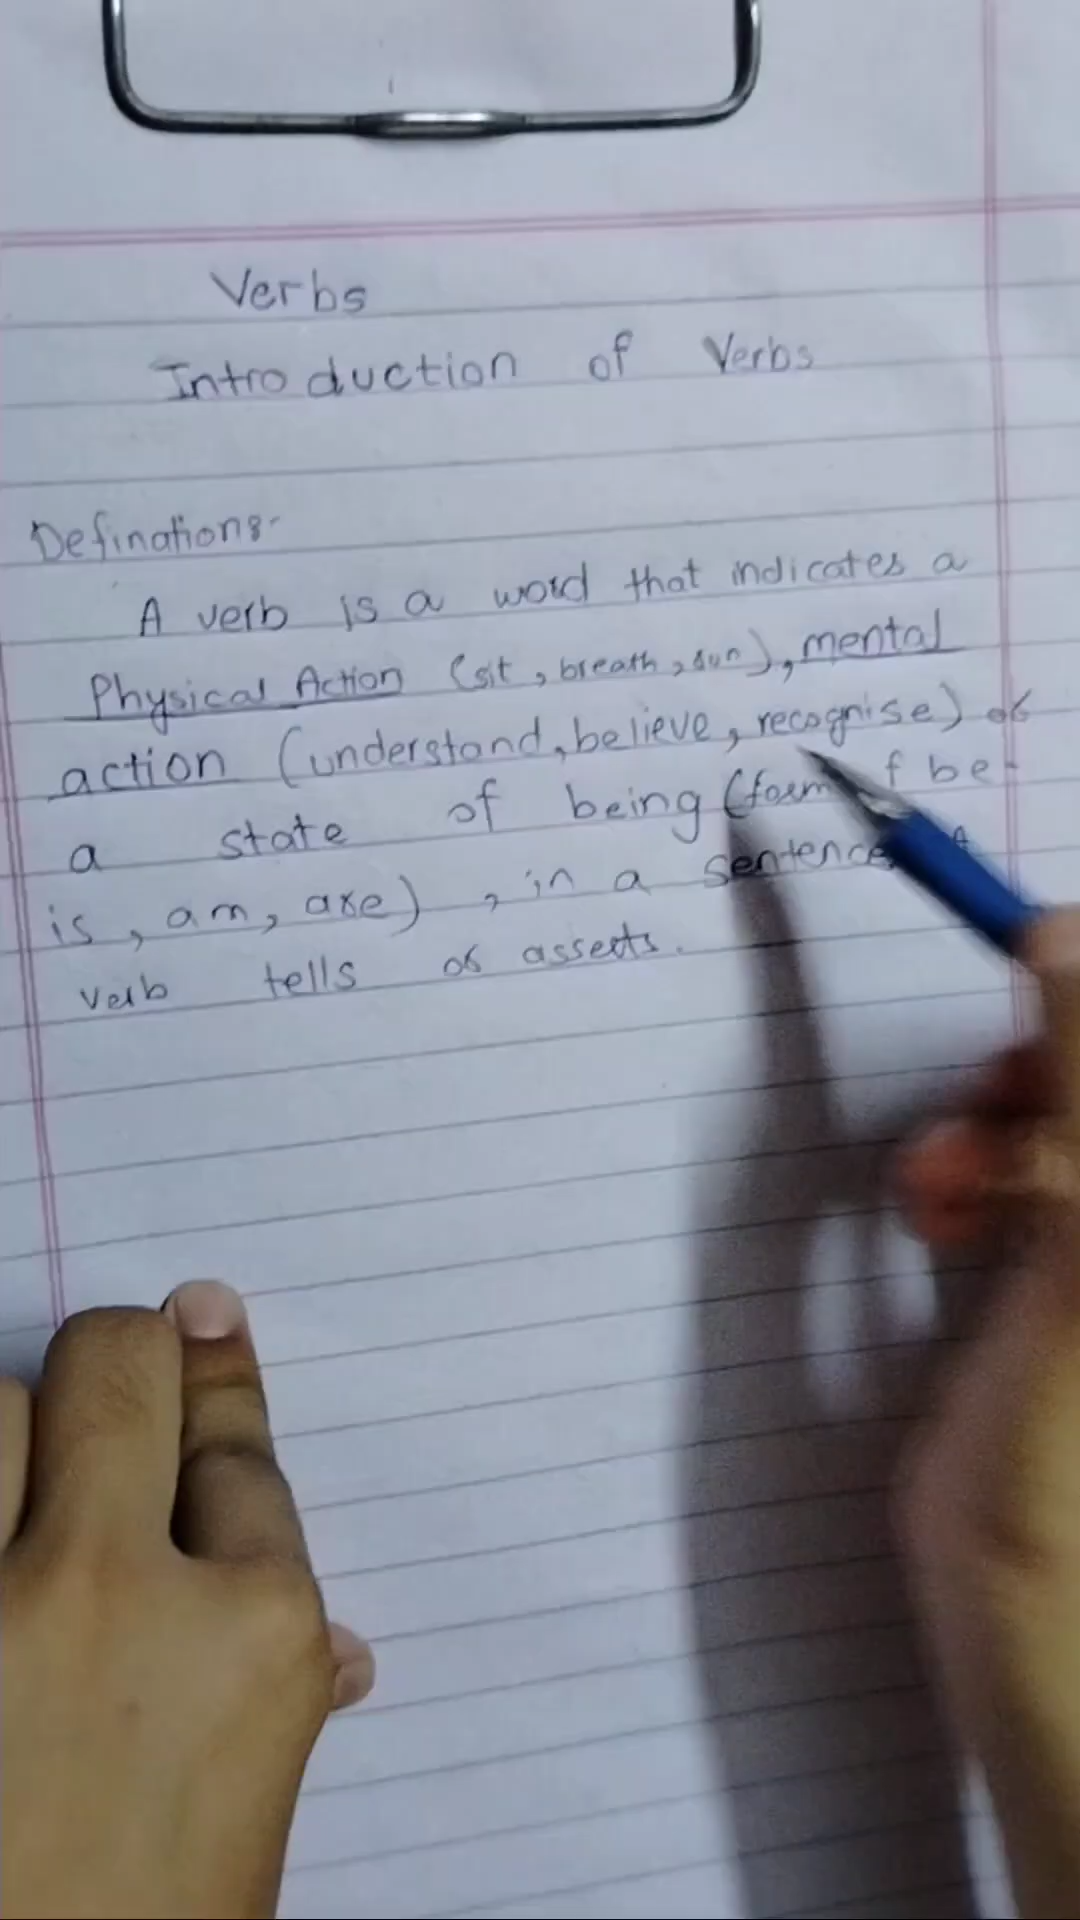 Verbs
Introduction of Verbs
Definations:-
A verb is a word that indicates a
Physical Action (sit, breath, run), mental
action (understand, believe, recognise) or
a state of being (form of be -
is, am, are), in a sentence. A
verb tells or asserts.